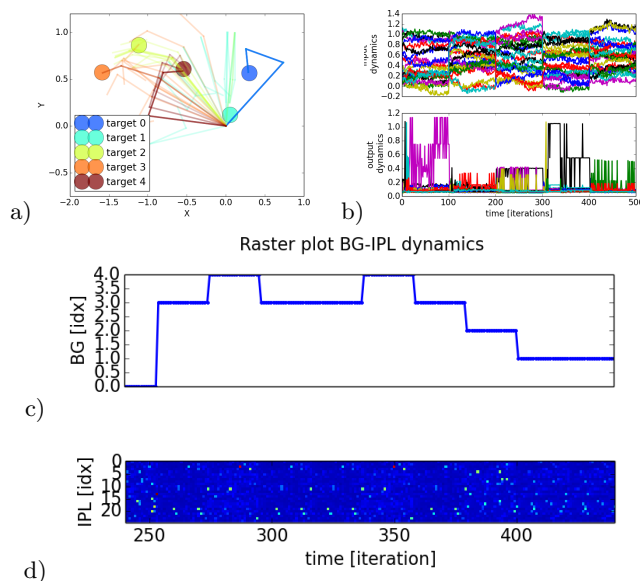 1.0
0.5
0.0
-0.5
Y
-2.0 -1.5 -1.0 -0.5 0.0 0.5 1.0
X
target 0
target 1
target 2
target 3
target 4
a)
1.4
1.2
1.0
0.8
0.6
0.4
0.2
0.0
-0.2
dynamics
1.2
1.0
0.8
0.6
0.4
0.2
0.0
output
dynamics
0 100 200 300 400 500
time [iterations]
b)
Raster plot BG-IPL dynamics
4.0
3.5
3.0
2.5
2.0
1.5
1.0
0.5
0.0
BG [idx]
c)
0
5
10
15
20
IPL [idx]
250 300 350 400
time [iteration]
d)